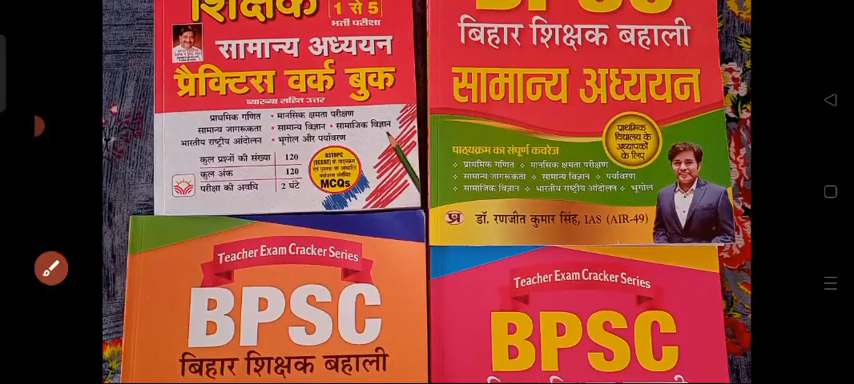 शिक्षक 1 से 5
भर्ती परीक्षा
सामान्य अध्ययन
प्रैक्टिस वर्क बुक
व्याख्या सहित उत्तर
प्राथमिक गणित • मानसिक क्षमता परीक्षण
सामान्य जागरूकता • सामान्य विज्ञान • सामाजिक विज्ञान
भारतीय राष्ट्रीय आंदोलन • भूगोल और पर्यावरण
कुल प्रश्नों की संख्या 120
कुल अंक 120
परीक्षा की अवधि 2 घंटे
MCQs
BPSC
बिहार शिक्षक बहाली
सामान्य अध्ययन
प्राथमिक
विद्यालय के
अध्यापकों
के लिए
पाठ्यक्रम का संपूर्ण कवरेज
प्राथमिक गणित • मानसिक क्षमता परीक्षण
सामान्य जागरूकता • सामान्य विज्ञान • पर्यावरण
सामाजिक विज्ञान • भारतीय राष्ट्रीय आंदोलन • भूगोल
प्र डॉ. रणजीत कुमार सिंह, IAS (AIR-49)
Teacher Exam Cracker Series
BPSC
बिहार शिक्षक बहाली
Teacher Exam Cracker Series
BPSC